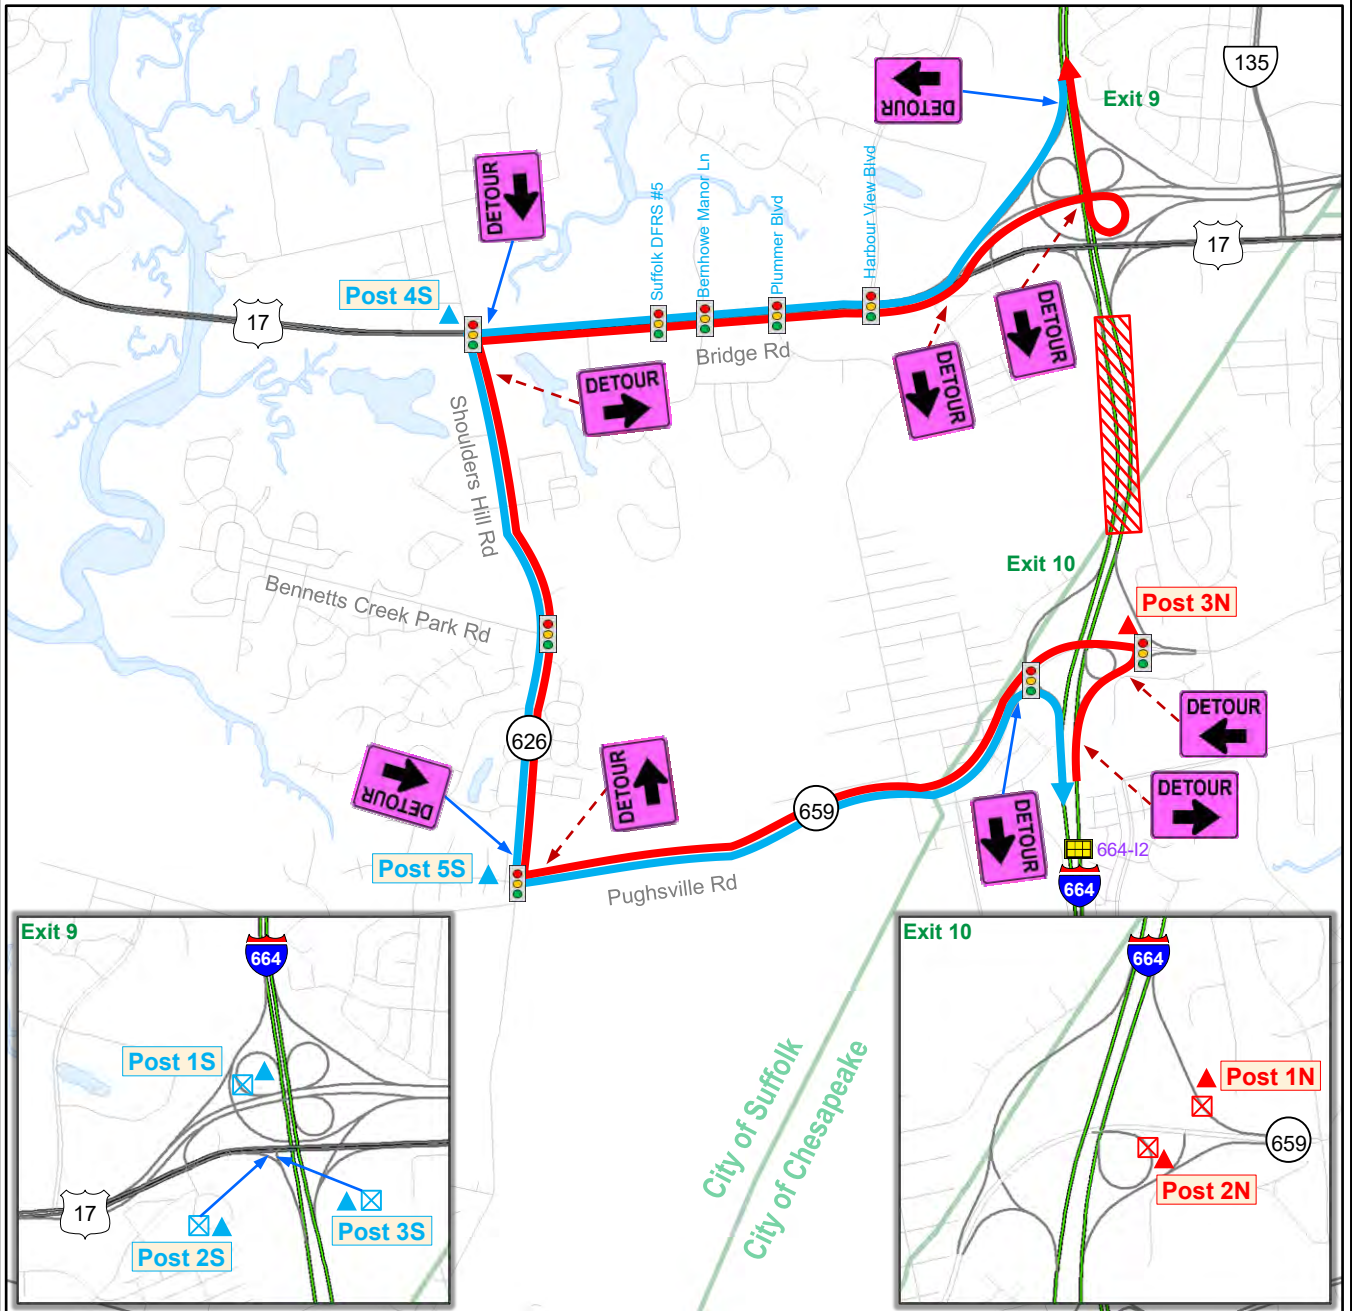 135
Exit 9
DETOUR
DETOUR
Suffolk DFRS #5
Bernhowe Manor Ln
Plummer Blvd
Harbour View Blvd
17
Post 4S
17
DETOUR
Bridge Rd
DETOUR
DETOUR
Shoulders Hill Rd
Exit 10
Bennetts Creek Park Rd
Post 3N
626
DETOUR
DETOUR
DETOUR
DETOUR
659
DETOUR
664-I2
Post 5S
Pughsville Rd
664
Exit 9
664
Post 1S
17
Post 2S
Post 3S
City of Suffolk
City of Chesapeake
Exit 10
664
Post 1N
659
Post 2N